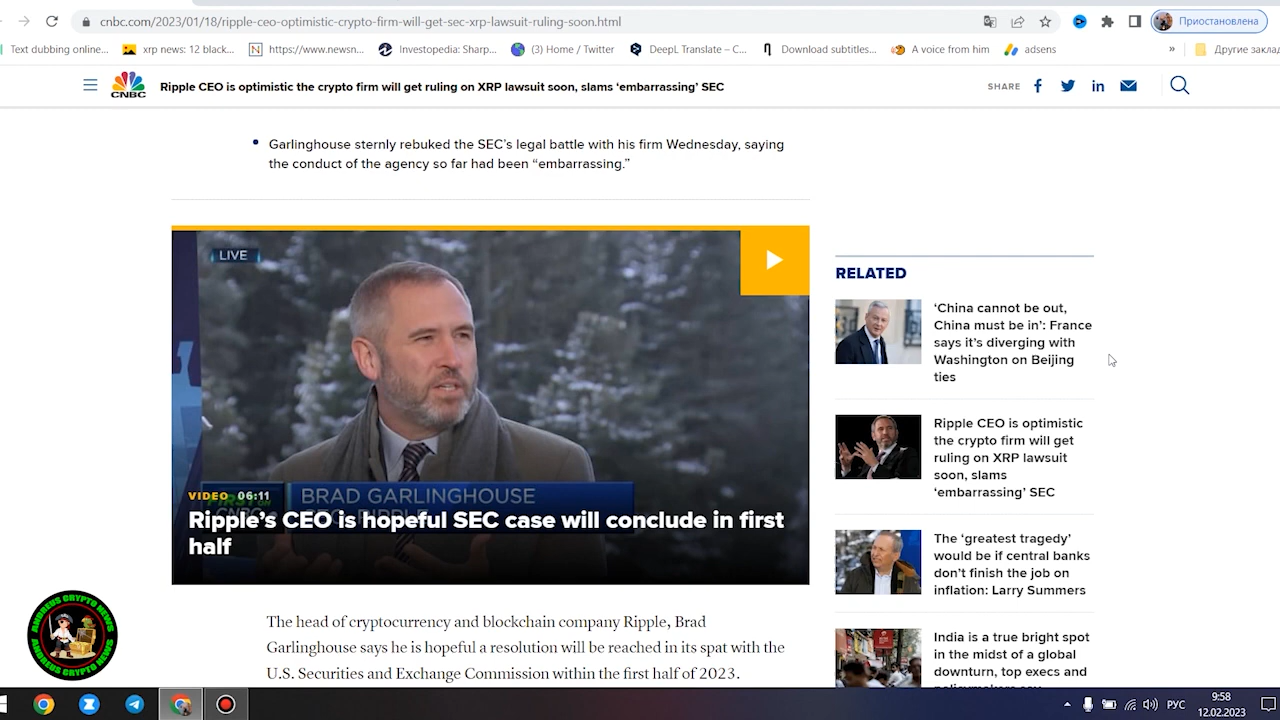 cnbc.com/2023/01/18/ripple-ceo-optimistic-crypto-firm-will-get-sec-xrp-lawsuit-ruling-soon.html
Приостановлена
Text dubbing online...
xrp news: 12 black...
https://www.newsn...
Investopedia: Sharp...
(3) Home / Twitter
DeepL Translate – C...
Download subtitles...
A voice from him
adsens
»
Другие закла
CNBC
Ripple CEO is optimistic the crypto firm will get ruling on XRP lawsuit soon, slams ‘embarrassing’ SEC
SHARE
Garlinghouse sternly rebuked the SEC’s legal battle with his firm Wednesday, saying
the conduct of the agency so far had been “embarrassing.”
LIVE
BRAD GARLINGHOUSE
VIDEO 06:11
Ripple’s CEO is hopeful SEC case will conclude in first
half
The head of cryptocurrency and blockchain company Ripple, Brad
Garlinghouse says he is hopeful a resolution will be reached in its spat with the
U.S. Securities and Exchange Commission within the first half of 2023.
RELATED
‘China cannot be out,
China must be in’: France
says it’s diverging with
Washington on Beijing
ties
Ripple CEO is optimistic
the crypto firm will get
ruling on XRP lawsuit
soon, slams
‘embarrassing’ SEC
The ‘greatest tragedy’
would be if central banks
don’t finish the job on
inflation: Larry Summers
India is a true bright spot
in the midst of a global
downturn, top execs and
ANDREUS CRYPTO NEWS
ANDREUS CRYPTO NEWS
РУС
9:58
12.02.2023